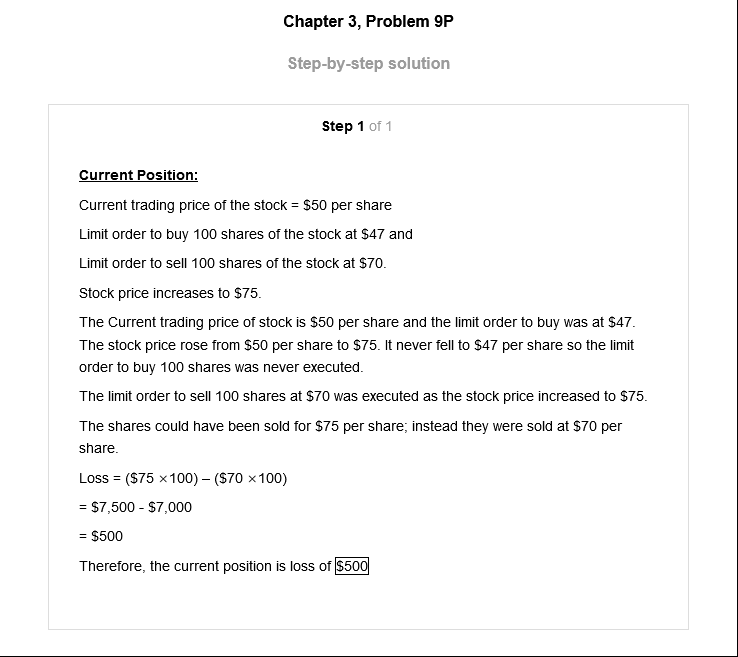 Chapter 3, Problem 9P
Step-by-step solution
Step 1 of 1
Current Position:
Current trading price of the stock = $50 per share
Limit order to buy 100 shares of the stock at $47 and
Limit order to sell 100 shares of the stock at $70.
Stock price increases to $75.
The Current trading price of stock is $50 per share and the limit order to buy was at $47.
The stock price rose from $50 per share to $75. It never fell to $47 per share so the limit
order to buy 100 shares was never executed.
The limit order to sell 100 shares at $70 was executed as the stock price increased to $75.
The shares could have been sold for $75 per share; instead they were sold at $70 per
share.
Loss = ($75 ×100) – ($70 ×100)
= $7,500 - $7,000
= $500
Therefore, the current position is loss of $500